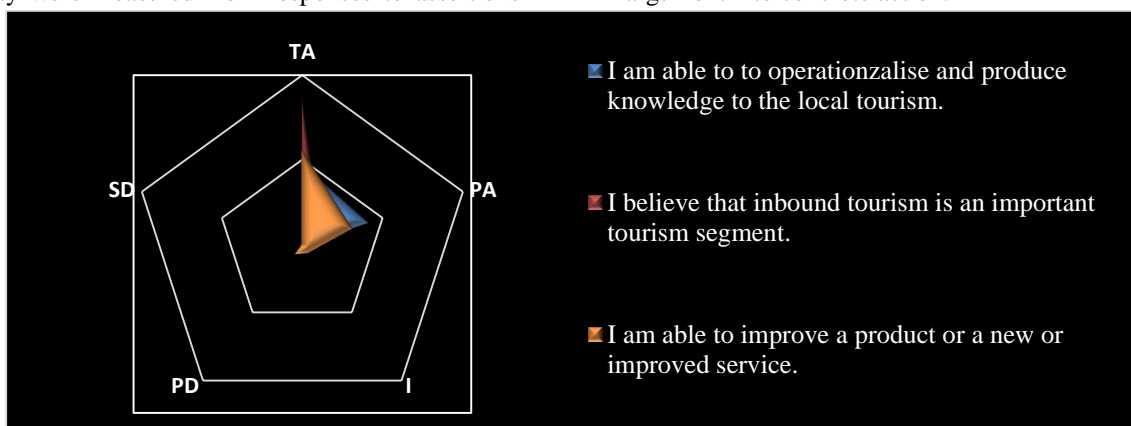 TA
SD
PA
PD
I
I am able to to operationzalise and produce
knowledge to the local tourism.
I believe that inbound tourism is an important
tourism segment.
I am able to improve a product or a new or
improved service.